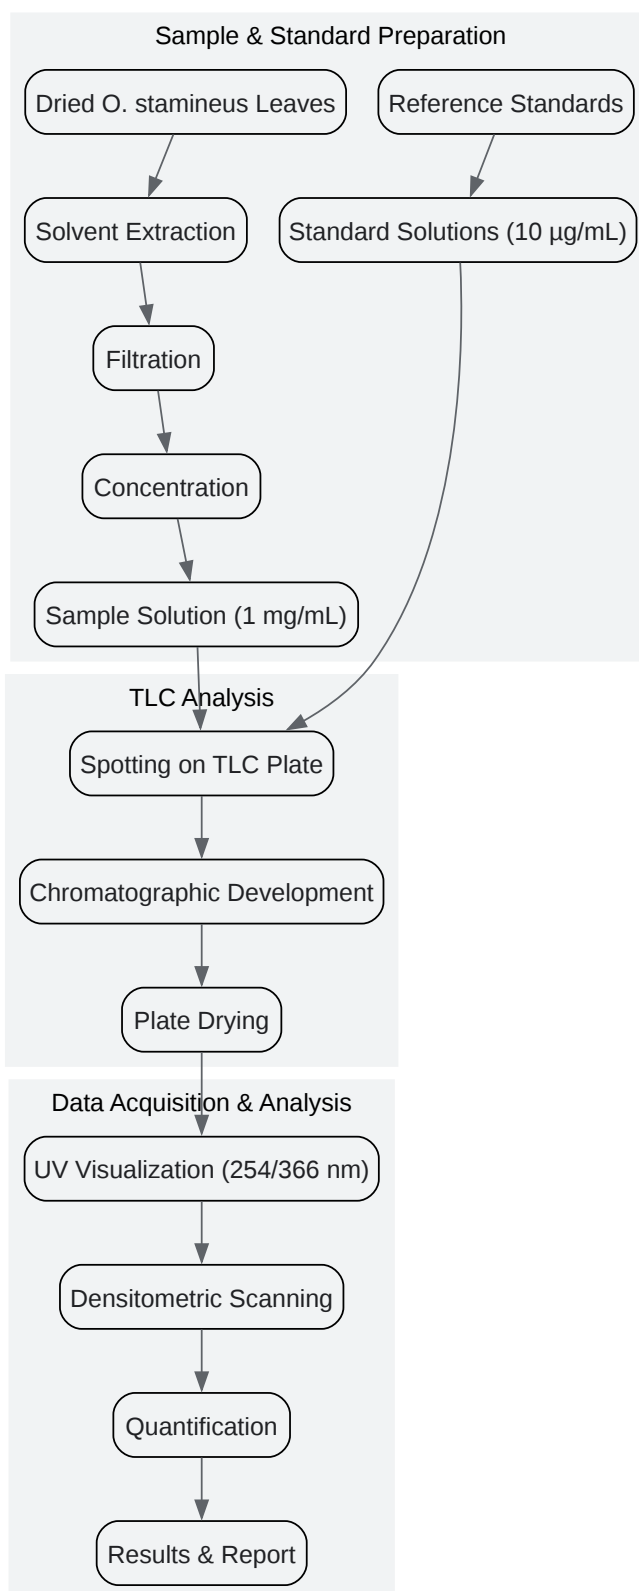 Sample & Standard Preparation
Dried O. stamineus Leaves
Reference Standards
Solvent Extraction
Standard Solutions (10 µg/mL)
Filtration
Concentration
Sample Solution (1 mg/mL)
TLC Analysis
Spotting on TLC Plate
Chromatographic Development
Plate Drying
Data Acquisition & Analysis
UV Visualization (254/366 nm)
Densitometric Scanning
Quantification
Results & Report